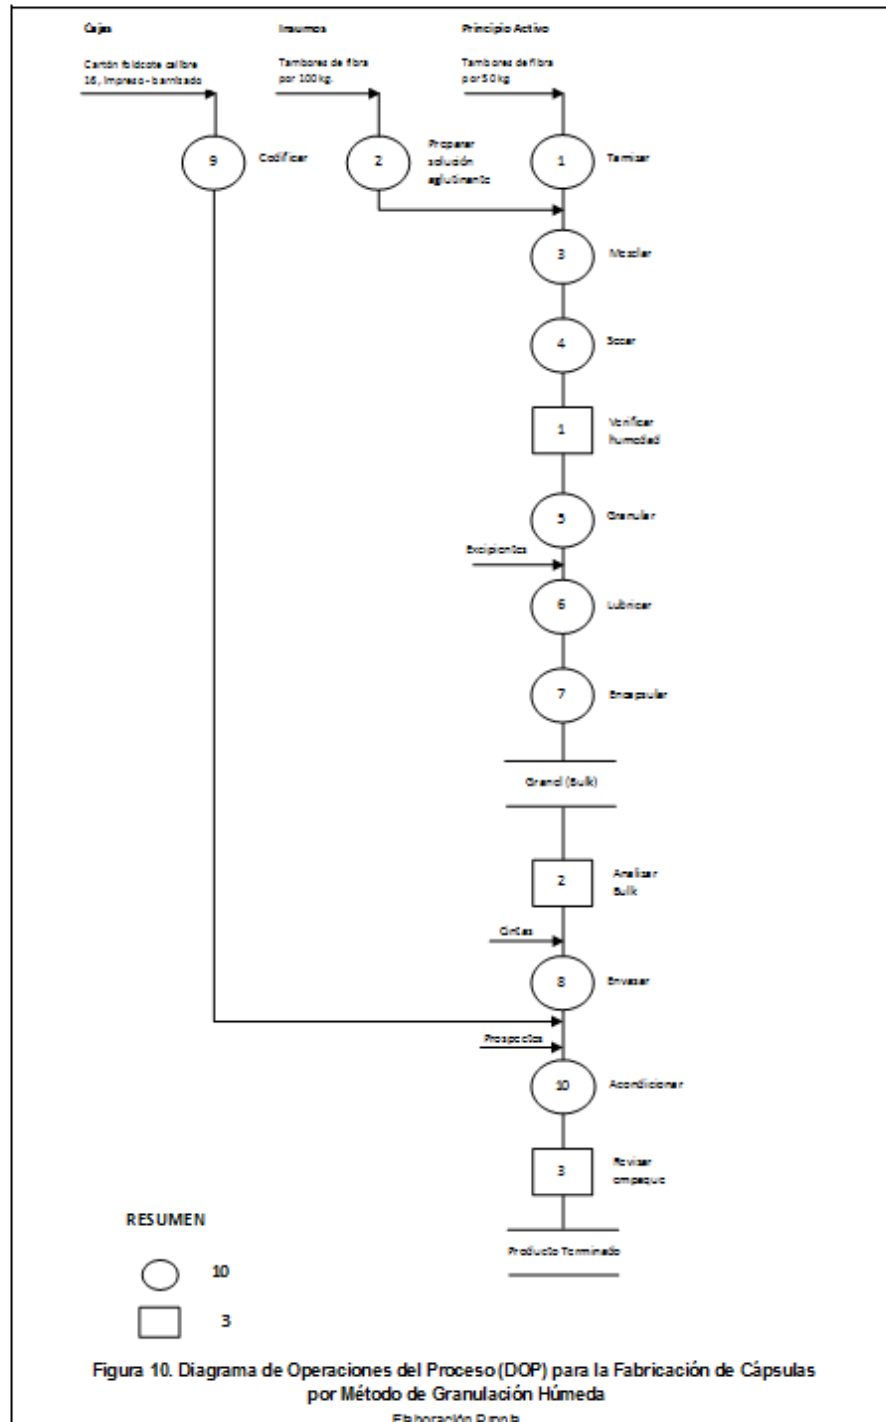 Cajas
Insumos
Principio Activo
Cartón foldcote calibre
16, impreso - barnizado
Tambores de fibra
por 100 kg.
Tambores de fibra
por 50 kg
9
Codificar
2
Preparar
solución
aglutinante
1
Tamizar
3
Mezclar
4
Secar
1
Verificar
humedad
5
Granular
Excipientes
6
Lubricar
7
Encapsular
Granel (Bulk)
2
Analizar
Bulk
Cintas
8
Envasar
Prospectos
10
Acondicionar
3
Revisar
empaque
Producto Terminado
RESUMEN
10
3
Figura 10. Diagrama de Operaciones del Proceso (DOP) para la Fabricación de Cápsulas
por Método de Granulación Húmeda
Elaboración Propia